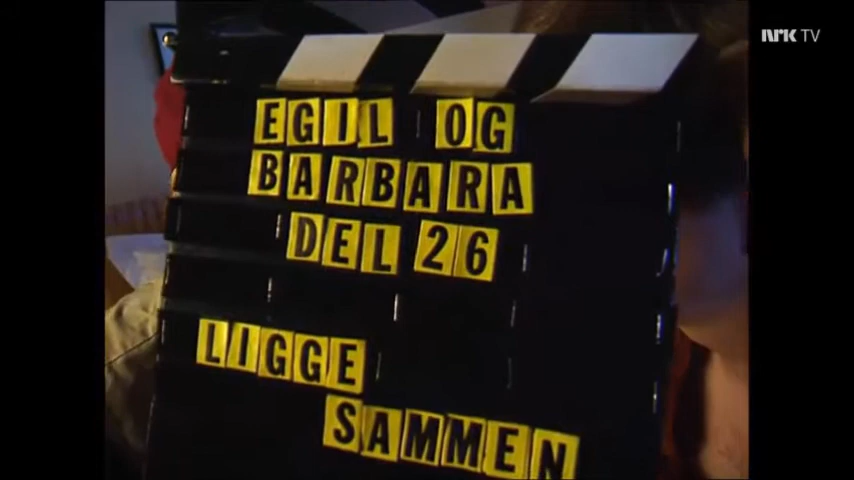 NRK TV
EGIL OG
BARBARA
DEL 26
LIGGE
SAMMEN